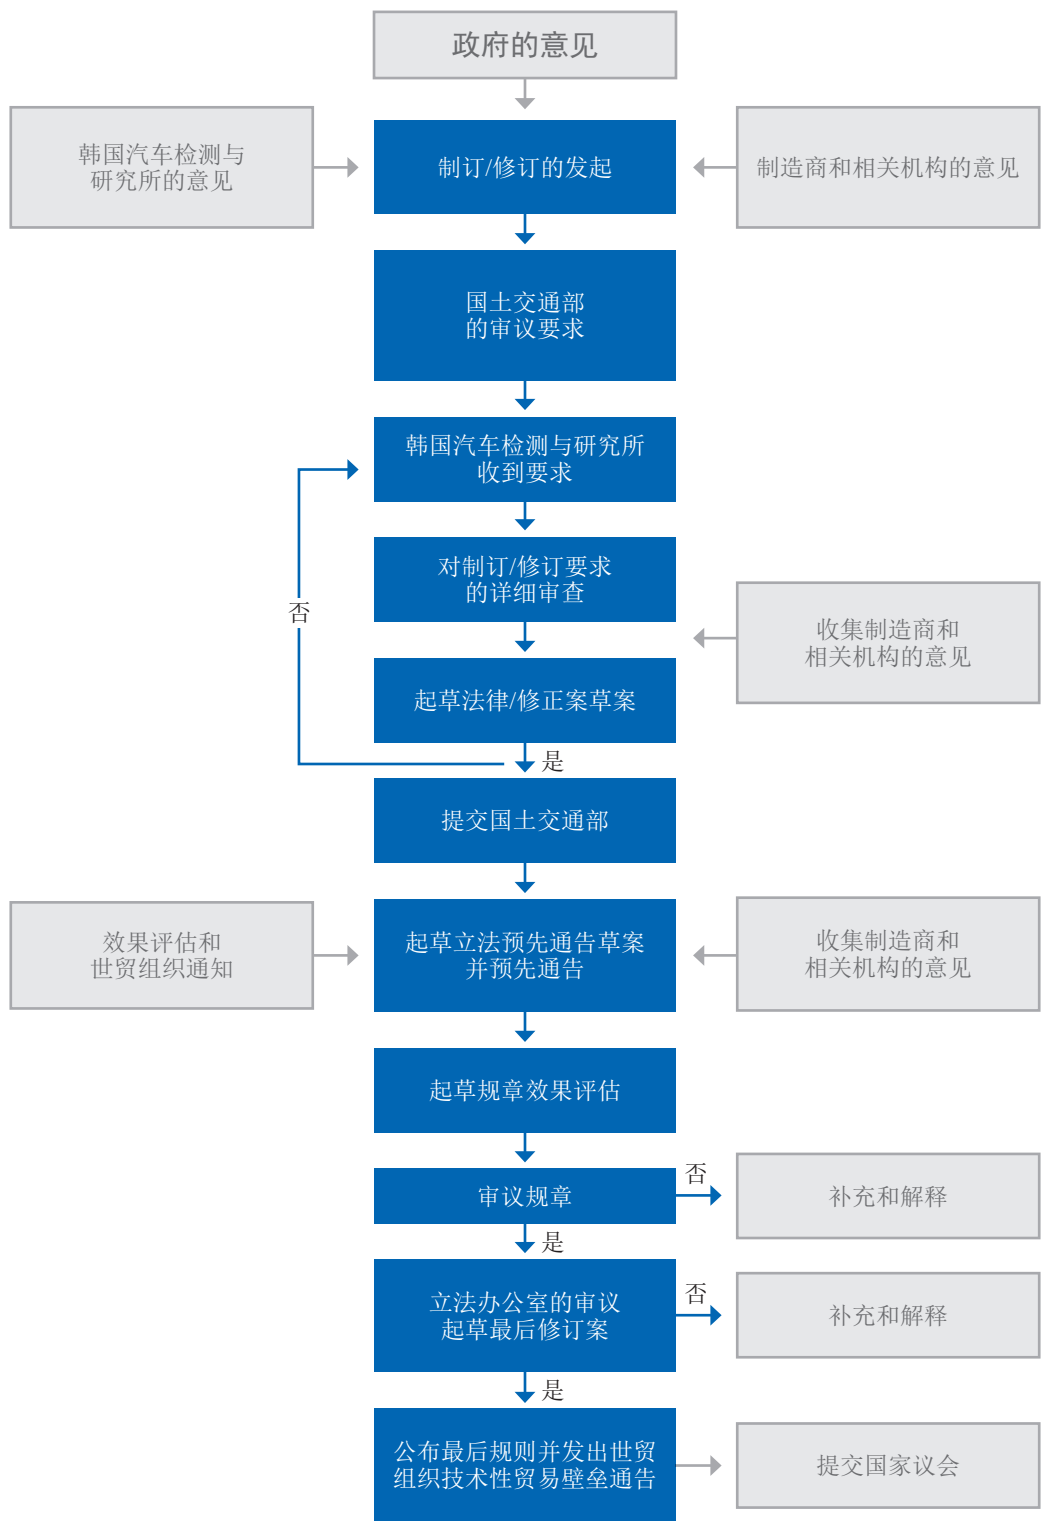 政府的意见
韩国汽车检测与
研究所的意见
制订/修订的发起
制造商和相关机构的意见
国土交通部
的审议要求
韩国汽车检测与研究所
收到要求
对制订/修订要求
的详细审查
否
收集制造商和
相关机构的意见
起草法律/修正案草案
是
提交国土交通部
效果评估和
世贸组织通知
起草立法预先通告草案
并预先通告
收集制造商和
相关机构的意见
起草规章效果评估
审议规章
否
补充和解释
是
立法办公室的审议
起草最后修订案
否
补充和解释
是
公布最后规则并发出世贸
组织技术性贸易壁垒通告
提交国家议会